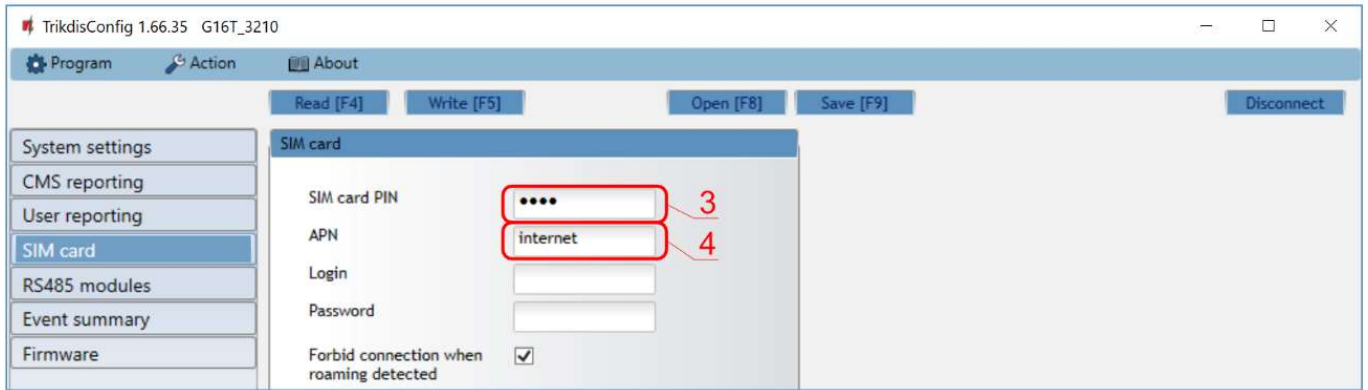 TrikdisConfig 1.66.35 G16T_3210
Program Action About
Read [F4] Write [F5] Open [F8] Save [F9] Disconnect
System settings
CMS reporting
User reporting
SIM card
RS485 modules
Event summary
Firmware
SIM card
SIM card PIN •••• 3
APN internet 4
Login
Password
Forbid connection when
roaming detected